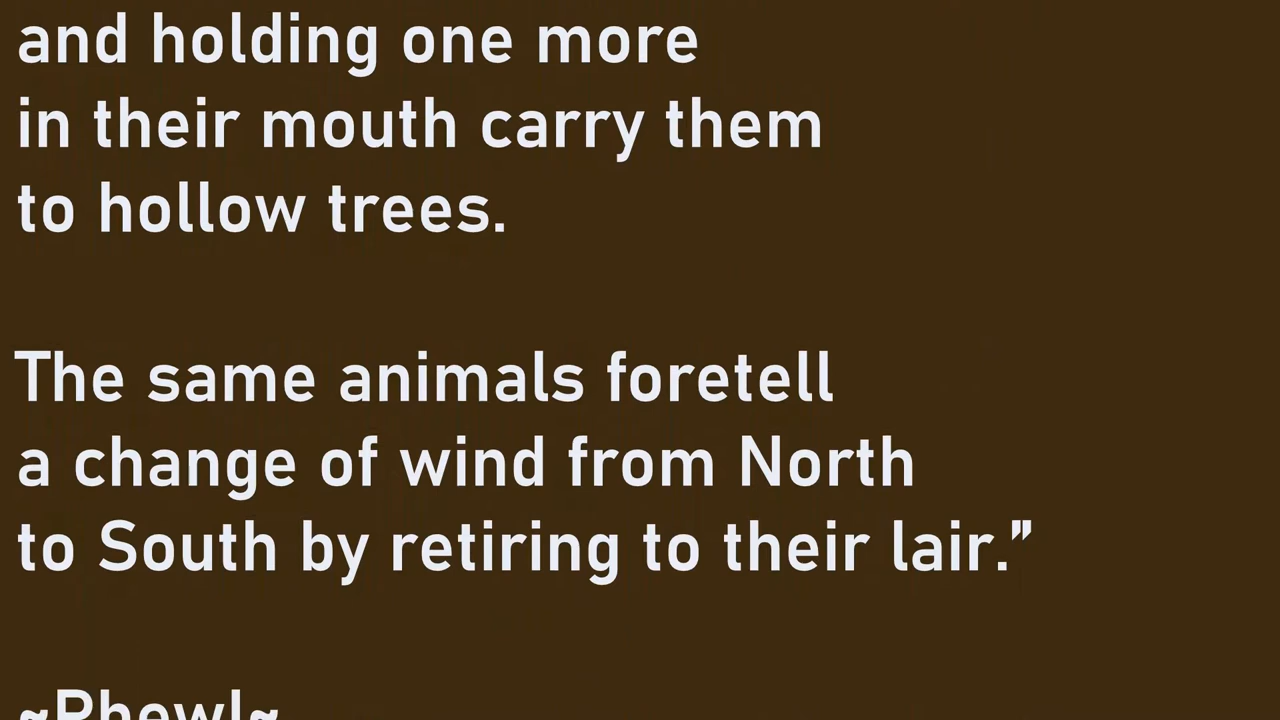 and holding one more
in their mouth carry them
to hollow trees.
The same animals foretell
a change of wind from North
to South by retiring to their lair.”
~Phew!~